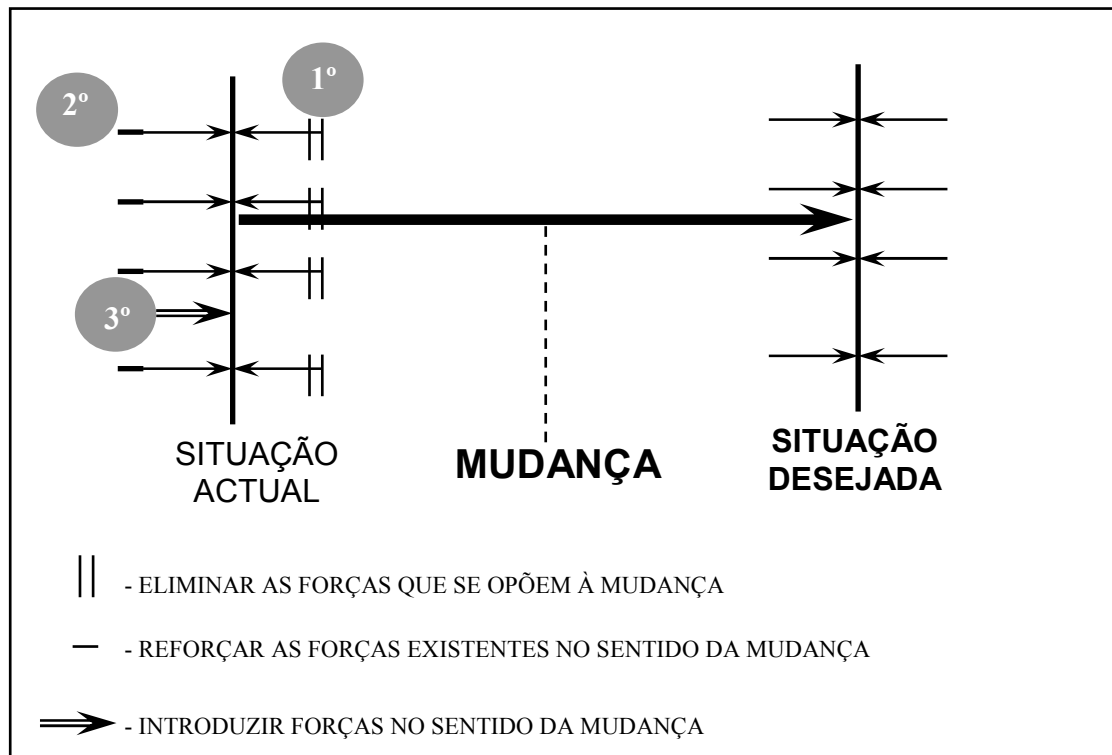 1º
2º
3º
SITUAÇÃO
ACTUAL
MUDANÇA
SITUAÇÃO
DESEJADA
- ELIMINAR AS FORÇAS QUE SE OPÕEM À MUDANÇA
- REFORÇAR AS FORÇAS EXISTENTES NO SENTIDO DA MUDANÇA
- INTRODUZIR FORÇAS NO SENTIDO DA MUDANÇA